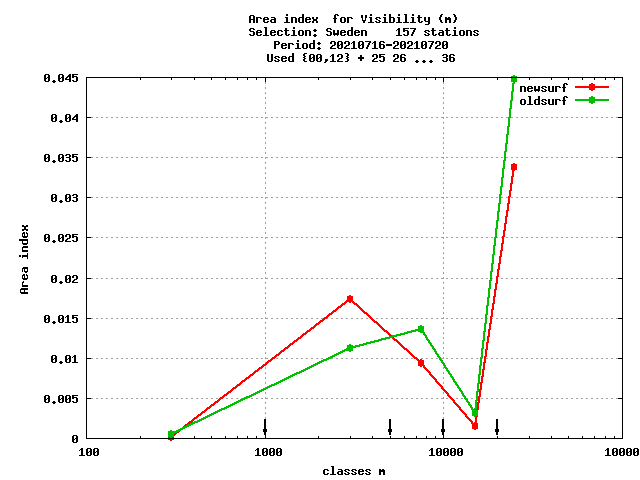 Area index  for Visibility (m)
Selection: Sweden    157 stations
Period: 20210716-20210720
Used {00,12} + 25 26 ... 36
newsurf
oldsurf
0.045
0.04
0.035
0.03
0.025
0.02
0.015
0.01
0.005
0
Area index
100
1000
10000
10000
classes m